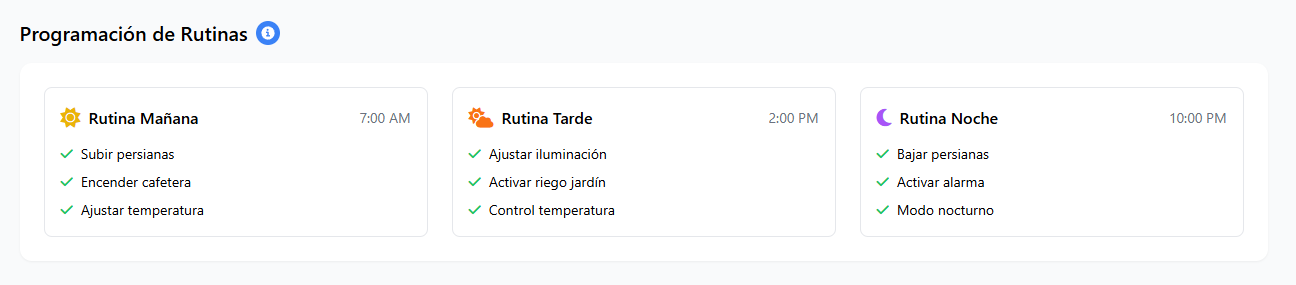 Programación de Rutinas
Rutina Mañana 7:00 AM
Subir persianas
Encender cafetera
Ajustar temperatura
Rutina Tarde 2:00 PM
Ajustar iluminación
Activar riego jardín
Control temperatura
Rutina Noche 10:00 PM
Bajar persianas
Activar alarma
Modo nocturno